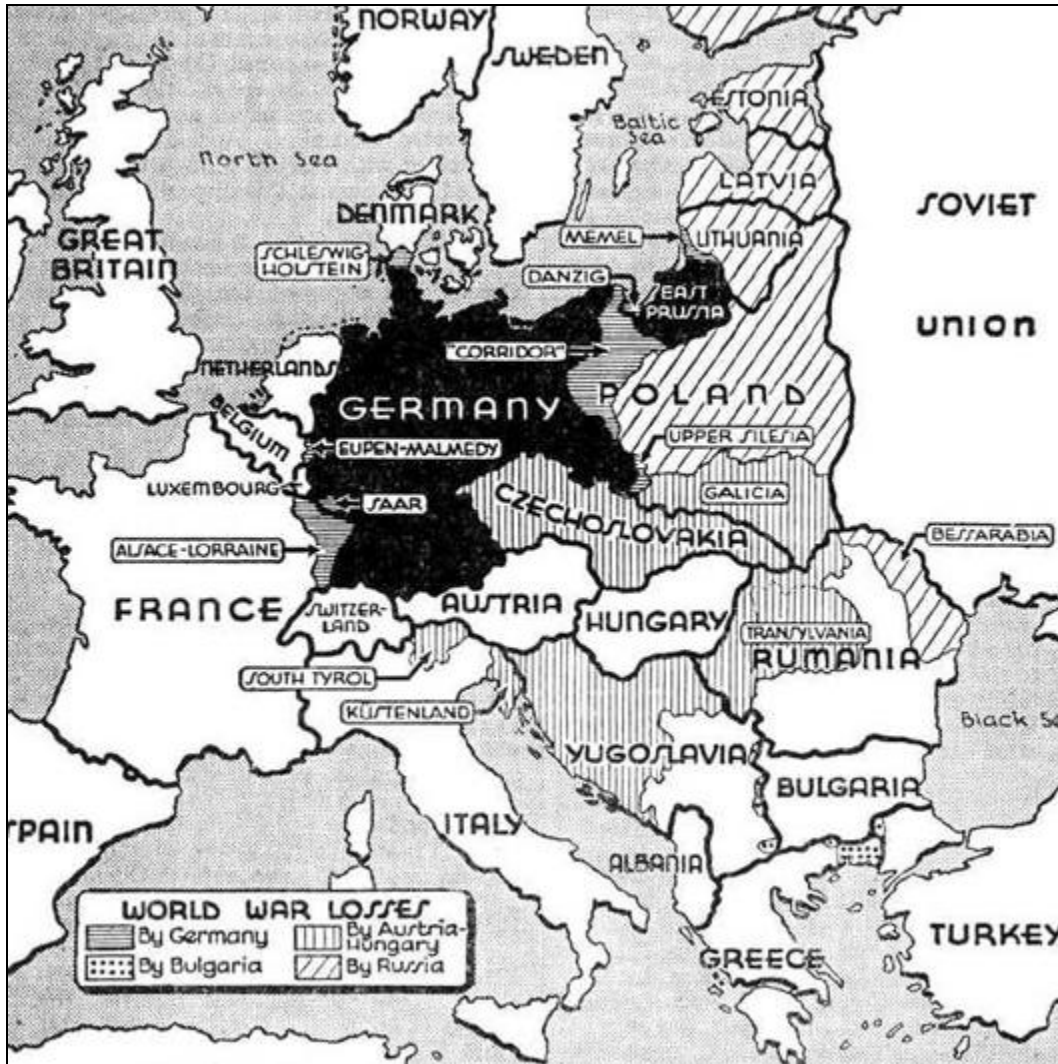 NORWAY
SWEDEN
ESTONIA
Baltic
Sea
North Sea
LATVIA
SOVIET
DENMARK
MEMEL
LITHUANIA
GREAT
BRITAIN
SCHLESWIG
HOLSTEIN
DANZIG
EAST
PRUSSIA
UNION
"CORRIDOR"
NETHERLANDS
GERMANY
POLAND
BELGIUM
EUPEN-MALMEDY
UPPER SILESIA
LUXEMBOURG
SAAR
CZECHOSLOVAKIA
GALICIA
BESSARABIA
ALSACE-LORRAINE
FRANCE
SWITZER-
LAND
AUSTRIA
HUNGARY
TRANSYLVANIA
RUMANIA
SOUTH TYROL
KÜSTENLAND
Black Se
YUGOSLAVIA
BULGARIA
SPAIN
ITALY
ALBANIA
TURKEY
GREECE
WORLD WAR LOSSES
By Germany
By Austria-
Hungary
By Bulgaria
By Russia